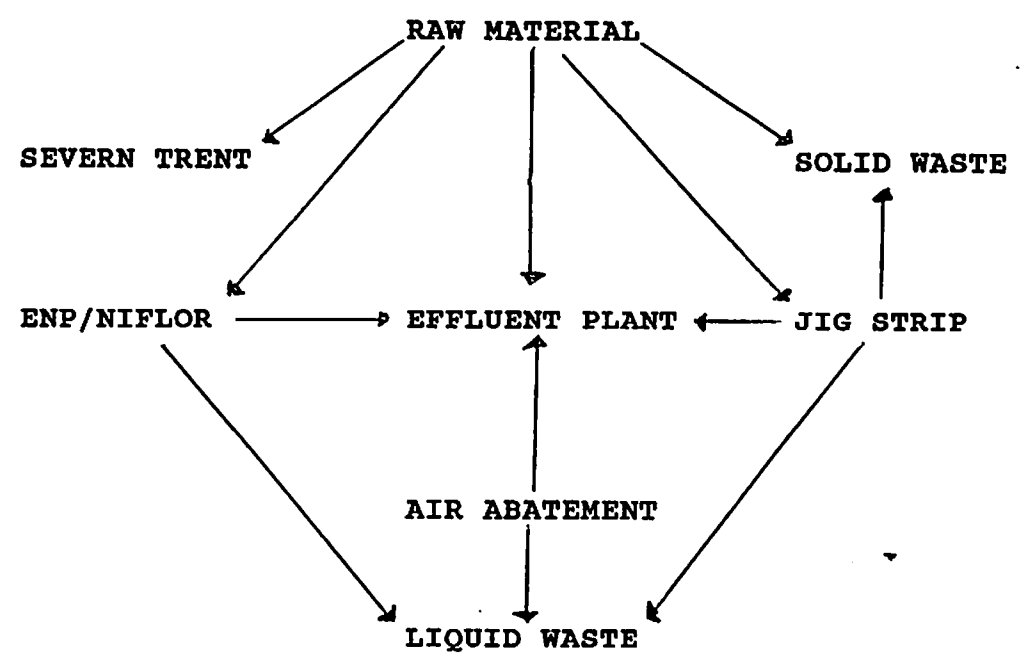 RAW MATERIAL
SEVERN TRENT
SOLID WASTE
ENP/NIFLOR
EFFLUENT PLANT
JIG STRIP
AIR ABATEMENT
LIQUID WASTE